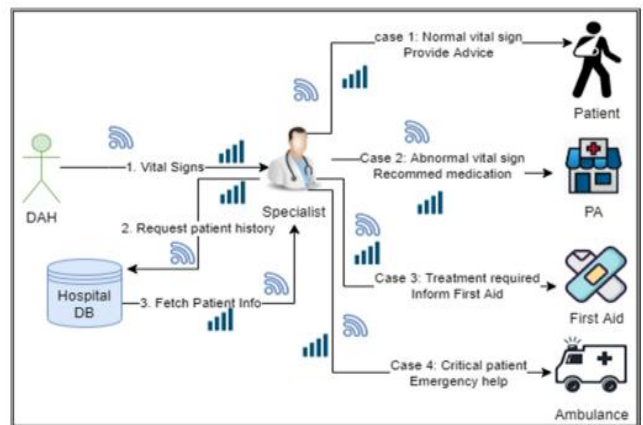 case 1: Normal vital sign
Provide Advice
Patient
1. Vital Signs
Case 2: Abnormal vital sign
Recommed medication
DAH
Specialist
PA
2. Request patient history
Hospital
DB
3. Fetch Patient Info
Case 3: Treatment required
Inform First Aid
First Aid
Case 4: Critical patient
Emergency help
Ambulance